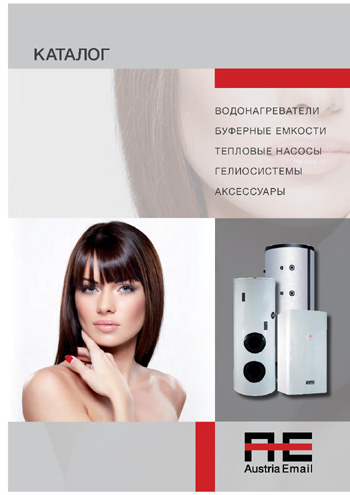 КАТАЛОГ
ВОДОНАГРЕВАТЕЛИ
БУФЕРНЫЕ ЕМКОСТИ
ТЕПЛОВЫЕ НАСОСЫ
ГЕЛИОСИСТЕМЫ
АКСЕССУАРЫ
AE
Austria Email